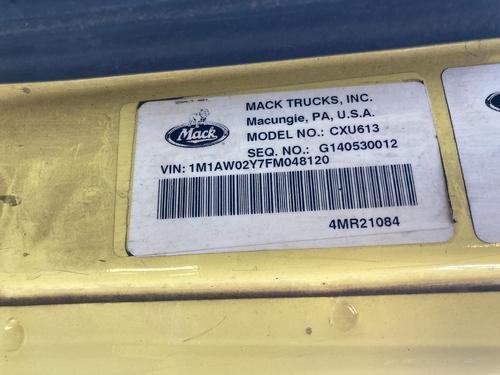 MACK TRUCKS, INC.
Macungie, PA, U.S.A.
MODEL NO.: CXU613
SEQ. NO.: G140530012
Mack
VIN: 1M1AW02Y7FM048120
4MR21084